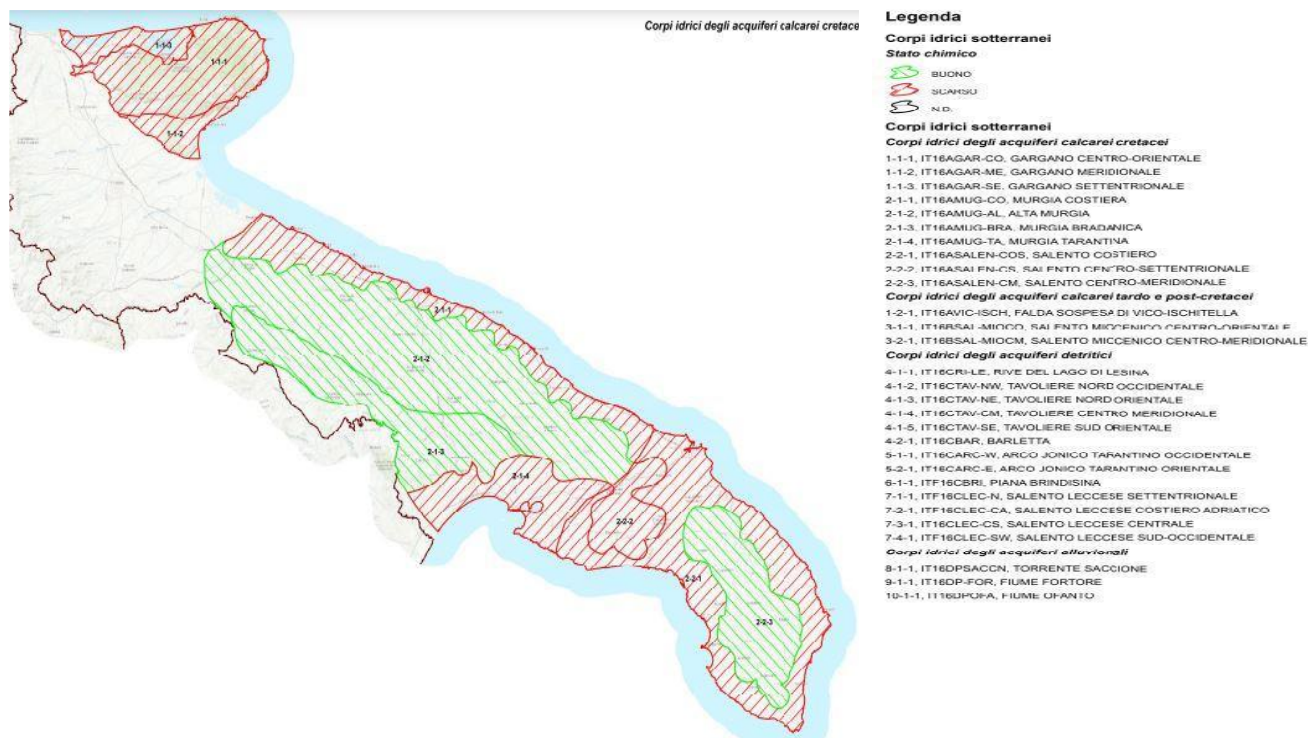 Corpi idrici degli acquiferi calcarei cretace
1-1-3
1-1-1
1-1-2
2-1-1
2-1-2
2-1-3
2-1-4
2-2-2
2-2-1
2-2-3
Legenda
Corpi idrici sotterranei
Stato chimico
BUONO
SCARSO
N.D.
Corpi idrici sotterranei
Corpi idrici degli acquiferi calcarei cretacei
1-1-1, IT16AGAR-CO, GARGANO CENTRO-ORIENTALE
1-1-2, IT16AGAR-ME, GARGANO MERIDIONALE
1-1-3, IT16AGAR-SE, GARGANO SETTENTRIONALE
2-1-1, IT16AMUG-CO, MURGIA COSTIERA
2-1-2, IT16AMUG-AL, ALTA MURGIA
2-1-3, IT16AMUG-BRA, MURGIA BRADANICA
2-1-4, IT16AMUG-TA, MURGIA TARANTINA
2-2-1, IT16ASALEN-COS, SALENTO COSTIERO
2-2-2, IT16ASALEN-CS, SALENTO CENTRO-SETTENTRIONALE
2-2-3, IT16ASALEN-CM, SALENTO CENTRO-MERIDIONALE
Corpi idrici degli acquiferi calcarei tardo e post-cretacei
1-2-1, IT16AVIC-ISCH, FALDA SOSPESA DI VICO-ISCHITELLA
3-1-1, IT16BSAL-MIOCO, SALENTO MIOCENICO CENTRO-ORIENTALE
3-2-1, IT16BSAL-MIOCM, SALENTO MIOCENICO CENTRO-MERIDIONALE
Corpi idrici degli acquiferi detritici
4-1-1, IT16CRI-LE, RIVE DEL LAGO DI LESINA
4-1-2, IT16CTAV-NW, TAVOLIERE NORD OCCIDENTALE
4-1-3, IT16CTAV-NE, TAVOLIERE NORD ORIENTALE
4-1-4, IT16CTAV-CM, TAVOLIERE CENTRO MERIDIONALE
4-1-5, IT16CTAV-SE, TAVOLIERE SUD ORIENTALE
4-2-1, IT16CBAR, BARLETTA
5-1-1, IT16CARC-W, ARCO JONICO TARANTINO OCCIDENTALE
5-2-1, IT16CARC-E, ARCO JONICO TARANTINO ORIENTALE
6-1-1, ITF16CBRI, PIANA BRINDISINA
7-1-1, ITF16CLEC-N, SALENTO LECCESE SETTENTRIONALE
7-2-1, ITF16CLEC-CA, SALENTO LECCESE COSTIERO ADRIATICO
7-3-1, IT16CLEC-CS, SALENTO LECCESE CENTRALE
7-4-1, ITF16CLEC-SW, SALENTO LECCESE SUD-OCCIDENTALE
Corpi idrici degli acquiferi alluvionali
8-1-1, IT16DPSACCN, TORRENTE SACCIONE
9-1-1, IT16DP-FOR, FIUME FORTORE
10-1-1, IT16DPOFA, FIUME OFANTO